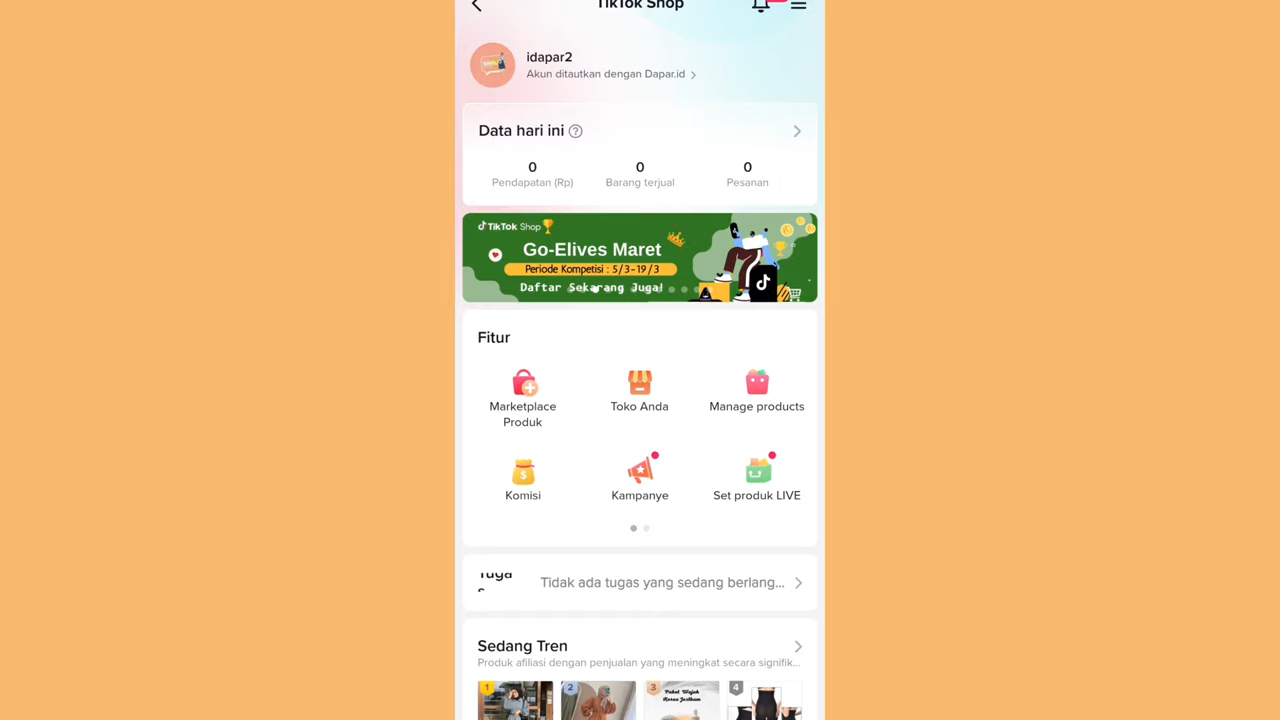 TikTok Shop
idapar2
Akun ditautkan dengan Dapar.id
Data hari ini
0 0 0
Pendapatan (Rp) Barang terjual Pesanan
TikTok Shop
Go-Elives Maret
Periode Kompetisi : 5/3-19/3
Daftar Sekarang Juga!
Fitur
Marketplace Produk
Toko Anda
Manage products
Komisi
Kampanye
Set produk LIVE
Tugas
Tidak ada tugas yang sedang berlang...
Sedang Tren
Produk afiliasi dengan penjualan yang meningkat secara signifik...
1 2 3 4